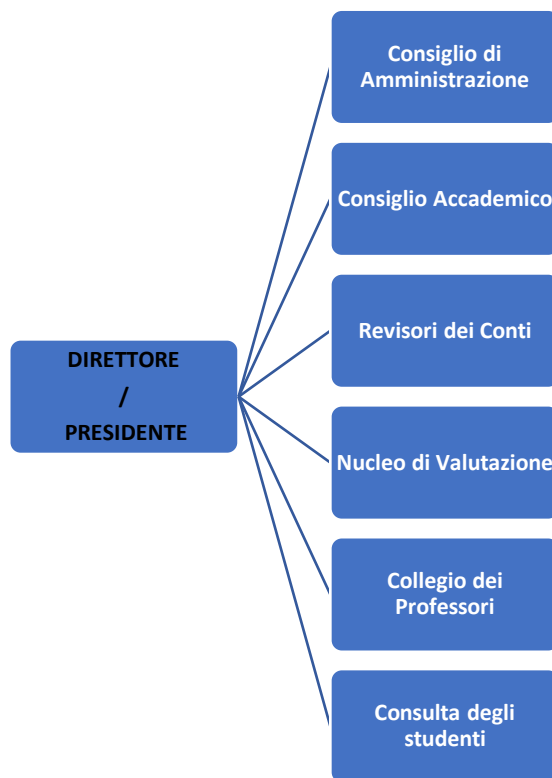 Consiglio di
Amministrazione
Consiglio Accademico
Revisori dei Conti
DIRETTORE
/
PRESIDENTE
Nucleo di Valutazione
Collegio dei
Professori
Consulta degli
studenti